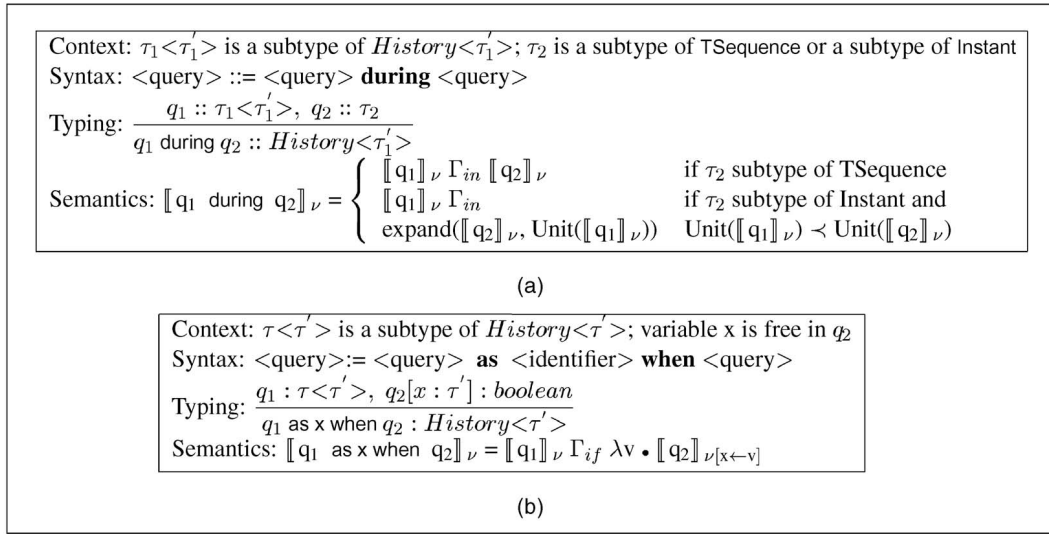 Context: τ₁<τ₁′> is a subtype of History<τ₁′>; τ₂ is a subtype of TSequence or a subtype of Instant
Syntax: <query> ::= <query> during <query>
Typing: q₁ :: τ₁<τ₁′>, q₂ :: τ₂
q₁ during q₂ :: History<τ₁′>
Semantics: ⟦q₁ during q₂⟧ν = { ⟦q₁⟧ν Γin ⟦q₂⟧ν if τ₂ subtype of TSequence
⟦q₁⟧ν Γin if τ₂ subtype of Instant and
expand(⟦q₂⟧ν, Unit(⟦q₁⟧ν)) Unit(⟦q₁⟧ν) ≺ Unit(⟦q₂⟧ν)
(a)
Context: τ<τ′> is a subtype of History<τ′>; variable x is free in q₂
Syntax: <query>:= <query> as <identifier> when <query>
Typing: q₁ : τ<τ′>, q₂[x : τ′] : boolean
q₁ as x when q₂ : History<τ′>
Semantics: ⟦q₁ as x when q₂⟧ν = ⟦q₁⟧ν Γif λv • ⟦q₂⟧ν[x←v]
(b)